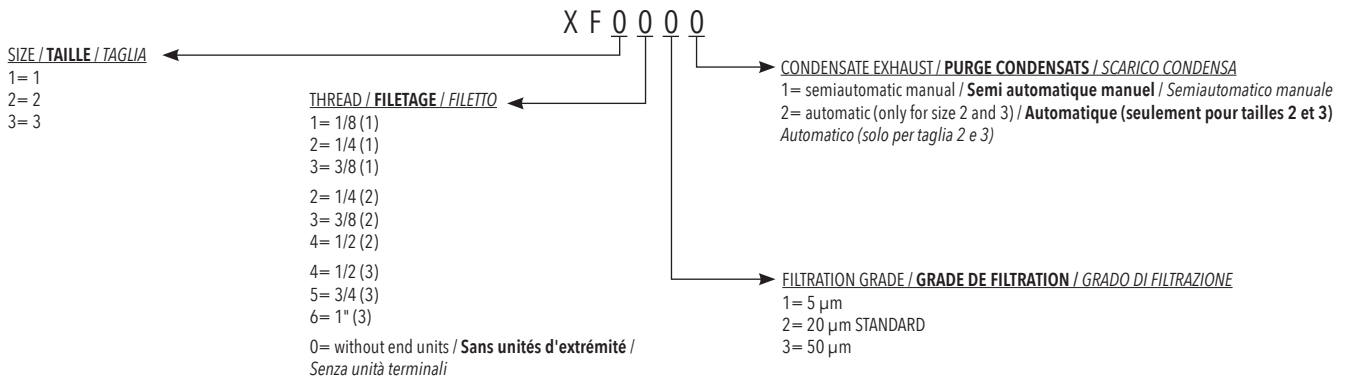 X F 0 0 0 0
SIZE / TAILLE / TAGLIA
1= 1
2= 2
3= 3
THREAD / FILETAGE / FILETTO
1= 1/8 (1)
2= 1/4 (1)
3= 3/8 (1)
2= 1/4 (2)
3= 3/8 (2)
4= 1/2 (2)
4= 1/2 (3)
5= 3/4 (3)
6= 1" (3)
0= without end units / Sans unités d'extrémité /
Senza unità terminali
CONDENSATE EXHAUST / PURGE CONDENSATS / SCARICO CONDENSA
1= semiautomatic manual / Semi automatique manuel / Semiautomatico manuale
2= automatic (only for size 2 and 3) / Automatique (seulement pour tailles 2 et 3)
Automatico (solo per taglia 2 e 3)
FILTRATION GRADE / GRADE DE FILTRATION / GRADO DI FILTRAZIONE
1= 5 µm
2= 20 µm STANDARD
3= 50 µm